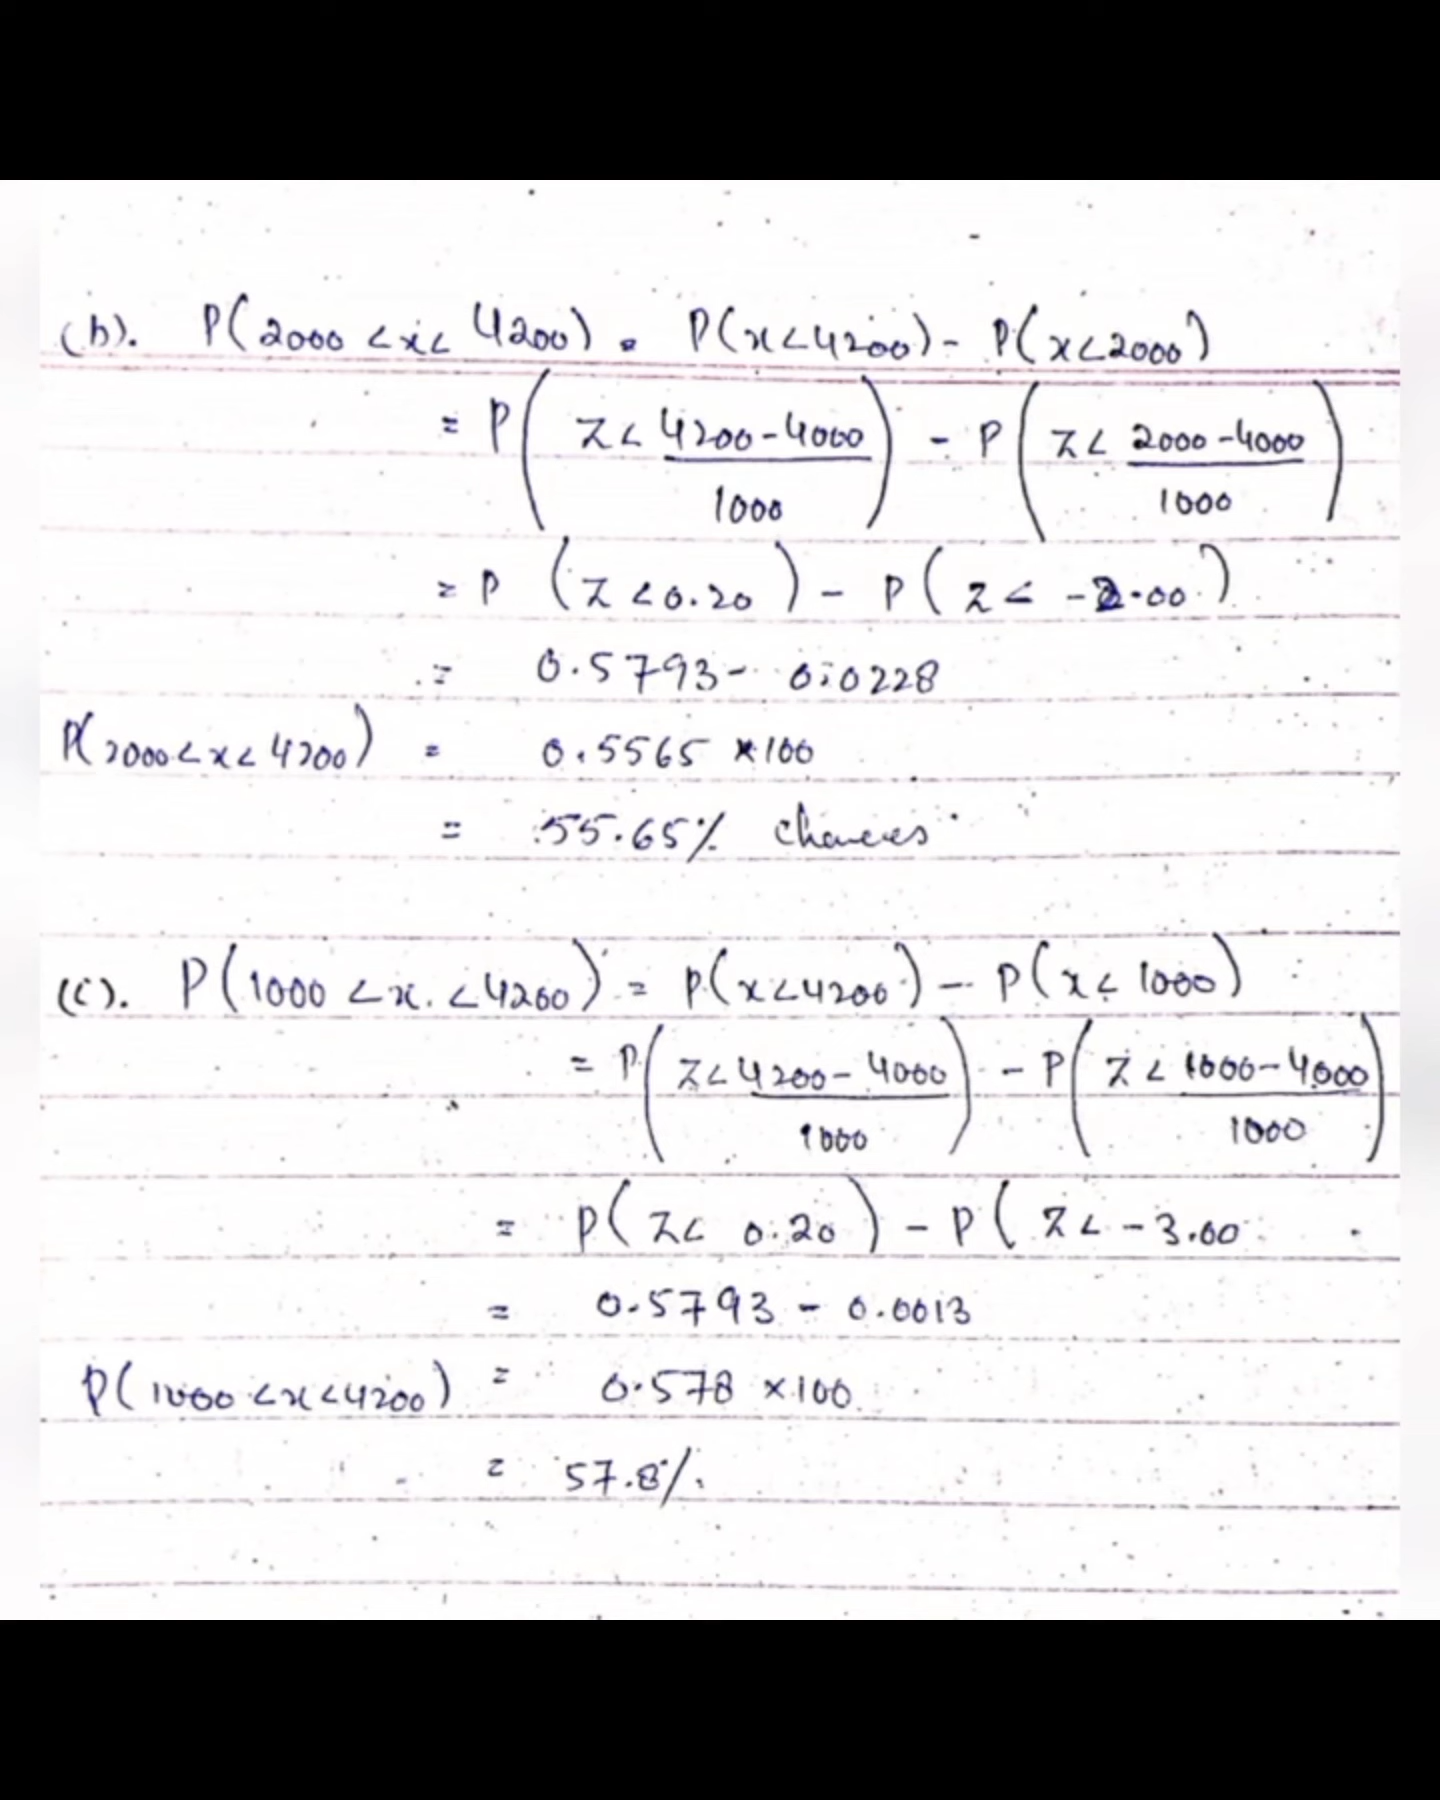 (b). P(2000 <x< 4200) = P(x<4200) - P(x<2000)
= P(Z< 4200-4000/1000) - P(Z< 2000-4000/1000)
= P (Z <0.20) - P(Z < -2.00)
= 0.5793 - 0.0228
P(2000<x<4200) = 0.5565 ×100
= 55.65% chances
(c). P(1000 <x <4200) = P(x<4200) - P(x< 1000)
= P(Z<4200-4000/1000) - P(Z < 1000-4000/1000)
= P(Z< 0.20) - P( Z< -3.00
= 0.5793 - 0.0013
P(1000 <x<4200) = 0.578 ×100
= 57.8%.